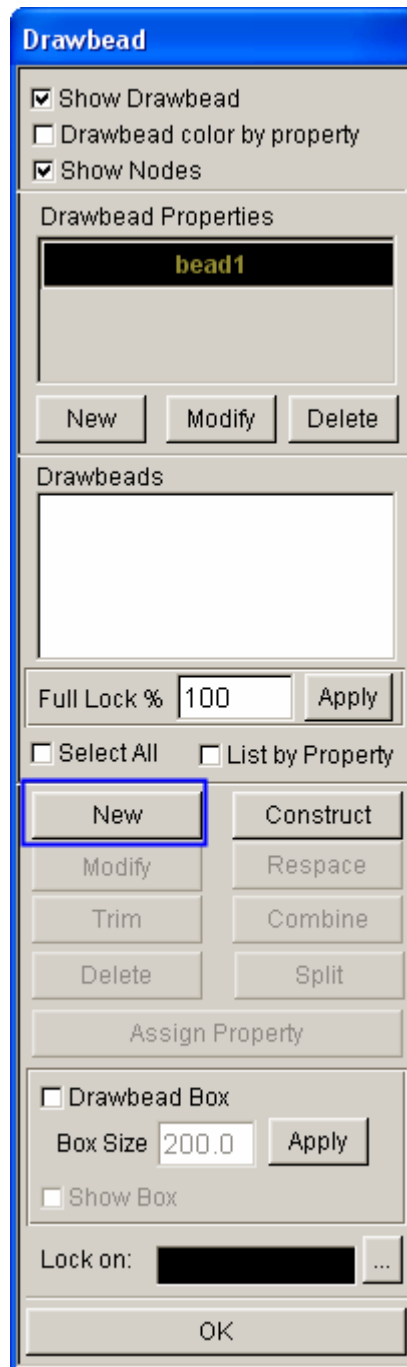 Drawbead
Show Drawbead
Drawbead color by property
Show Nodes
Drawbead Properties
bead1
New Modify Delete
Drawbeads
Full Lock % 100 Apply
Select All List by Property
New Construct
Modify Respace
Trim Combine
Delete Split
Assign Property
Drawbead Box
Box Size 200.0 Apply
Show Box
Lock on: ...
OK